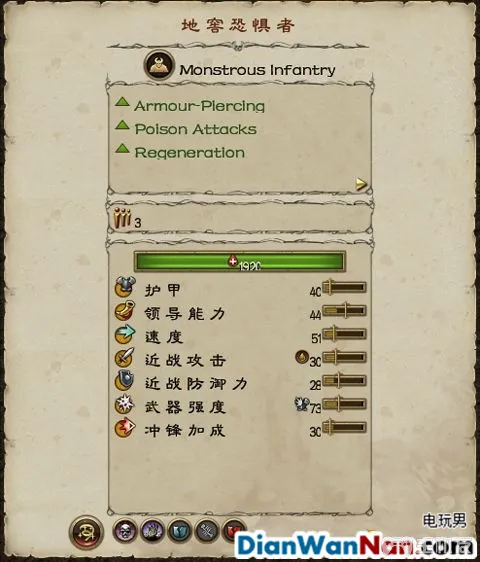 地窖恐惧者
Monstrous Infantry
Armour-Piercing
Poison Attacks
Regeneration
3
1920
护甲 40
领导能力 44
速度 51
近战攻击 30
近战防御力 28
武器强度 73
冲锋加成 30
电玩男
DianWanNan.com